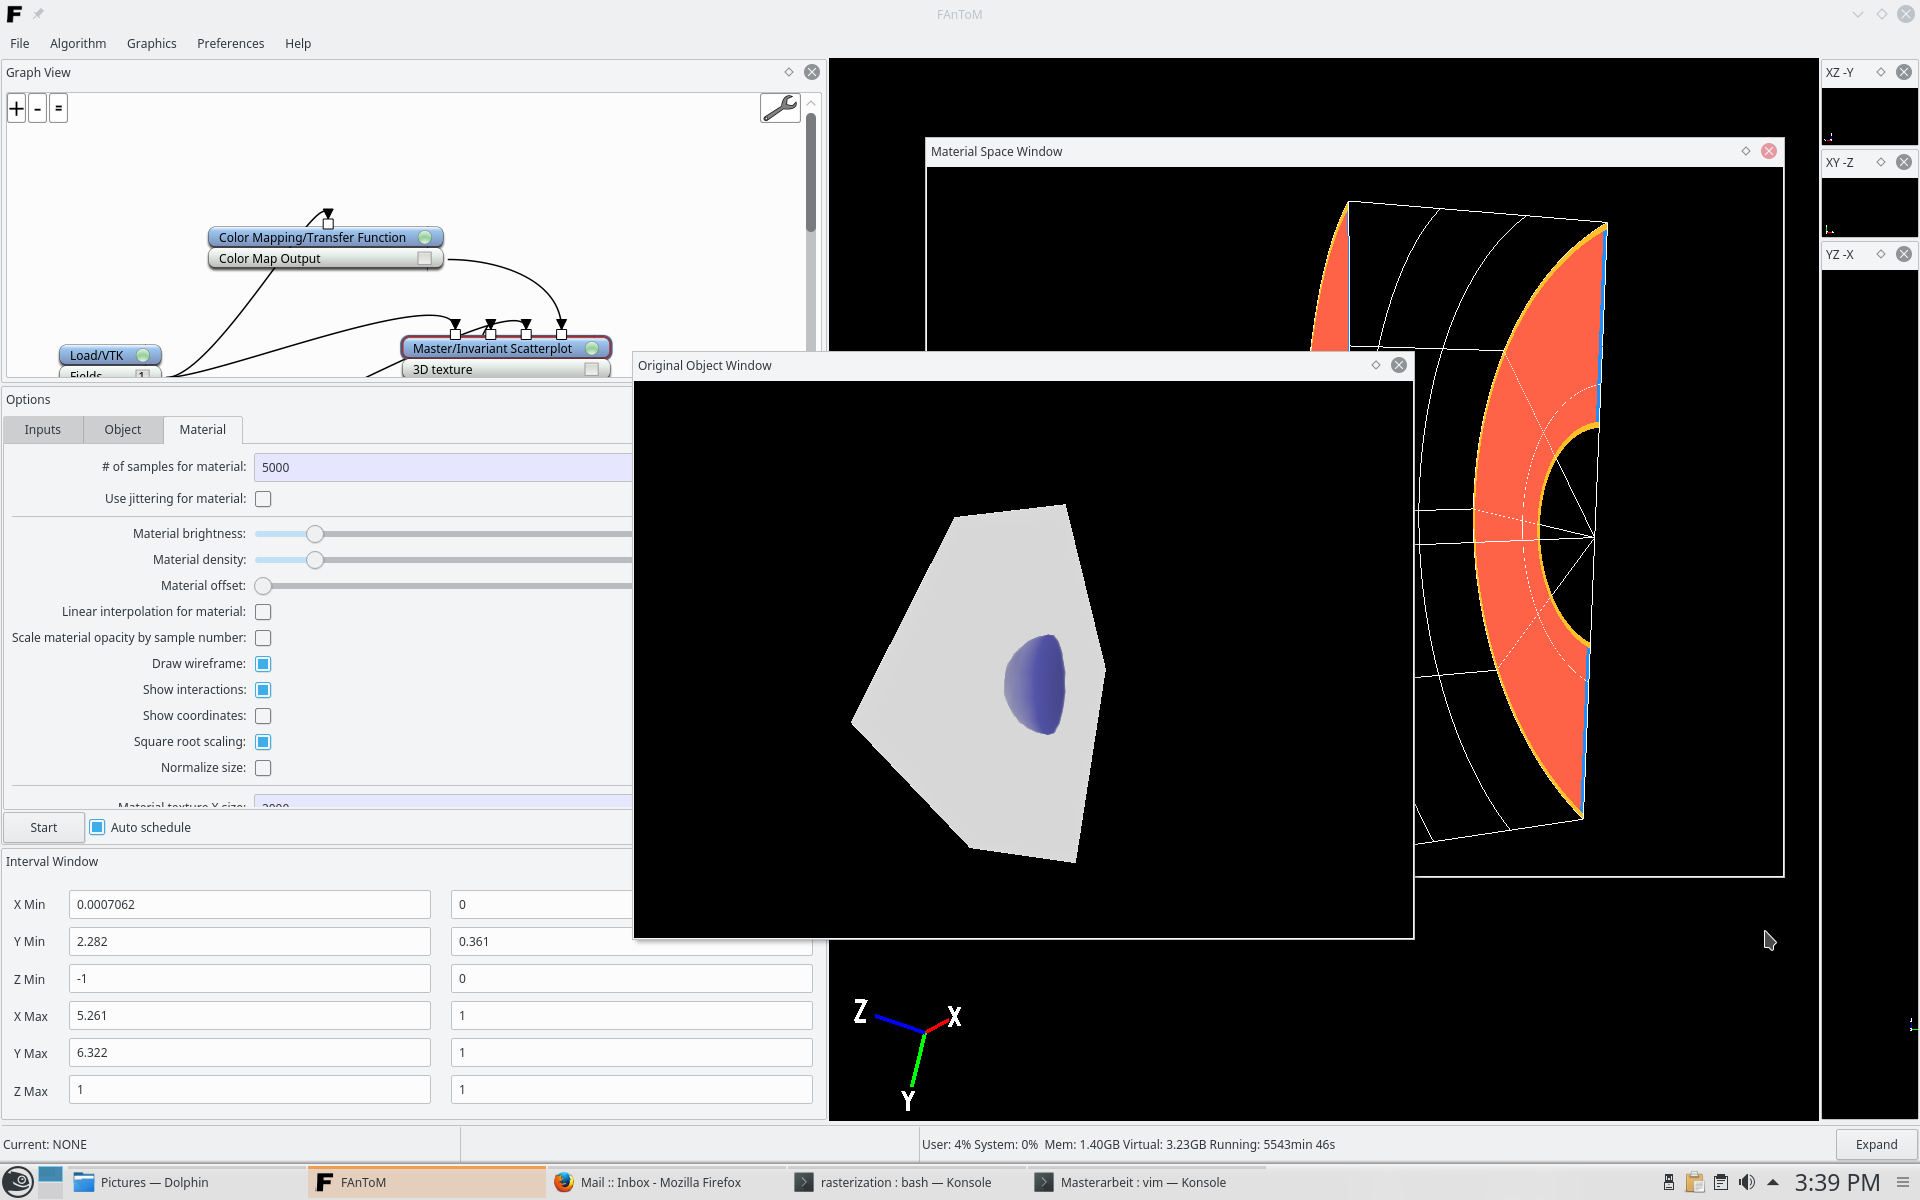 FAnToM
File Algorithm Graphics Preferences Help
Graph View
+ - =
Color Mapping/Transfer Function
Color Map Output
Load/VTK
Fields 1
Master/Invariant Scatterplot
3D texture
Options
Inputs Object Material
# of samples for material: 5000
Use jittering for material:
Material brightness:
Material density:
Material offset:
Linear interpolation for material:
Scale material opacity by sample number:
Draw wireframe:
Show interactions:
Show coordinates:
Square root scaling:
Normalize size:
Material texture X size: 2000
Start Auto schedule
Interval Window
X Min 0.0007062 0
Y Min 2.282 0.361
Z Min -1 0
X Max 5.261 1
Y Max 6.322 1
Z Max 1 1
Material Space Window
Original Object Window
Z X
Y
XZ -Y
XY -Z
YZ -X
Current: NONE
User: 4% System: 0% Mem: 1.40GB Virtual: 3.23GB Running: 5543min 46s
Expand
Pictures — Dolphin
FAnToM
Mail :: Inbox - Mozilla Firefox
rasterization : bash — Konsole
Masterarbeit : vim — Konsole
3:39 PM